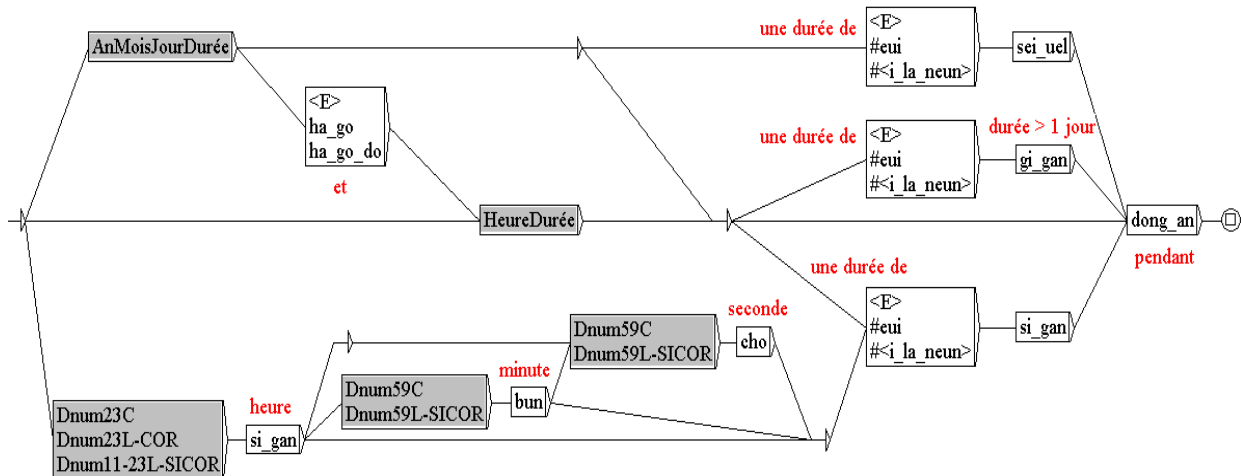 AnMoisJourDurée
une durée de
<E>
#eui
#<i_la_neun>
sei_uel
<E>
ha_go
ha_go_do
et
une durée de
<E>
#eui
#<i_la_neun>
durée > 1 jour
gi_gan
HeureDurée
dong_an
pendant
une durée de
<E>
#eui
#<i_la_neun>
si_gan
Dnum59C
Dnum59L-SICOR
seconde
cho
Dnum59C
Dnum59L-SICOR
minute
bun
Dnum23C
Dnum23L-COR
Dnum11-23L-SICOR
heure
si_gan